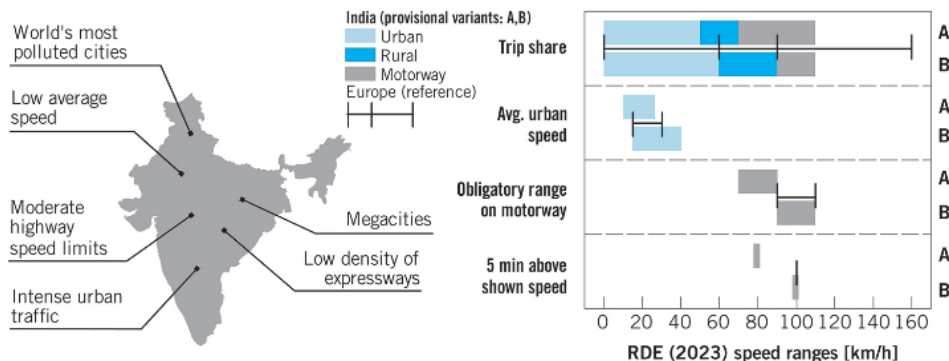 World's most
polluted cities
Low average
speed
Moderate
highway
speed limits
Intense urban
traffic
Megacities
Low density of
expressways
India (provisional variants: A,B)
Urban
Rural
Motorway
Europe (reference)
Trip share
A
B
Avg. urban
speed
A
B
Obligatory range
on motorway
A
B
5 min above
shown speed
A
B
0 20 40 60 80 100 120 140 160
RDE (2023) speed ranges [km/h]